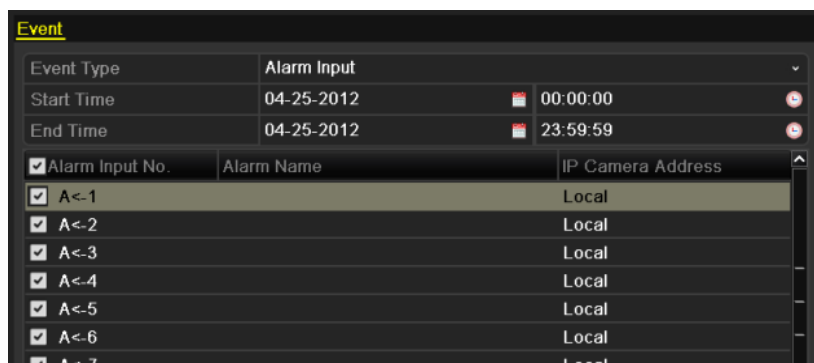 Event
Event Type Alarm Input
Start Time 04-25-2012 00:00:00
End Time 04-25-2012 23:59:59
Alarm Input No. Alarm Name IP Camera Address
A<-1 Local
A<-2 Local
A<-3 Local
A<-4 Local
A<-5 Local
A<-6 Local